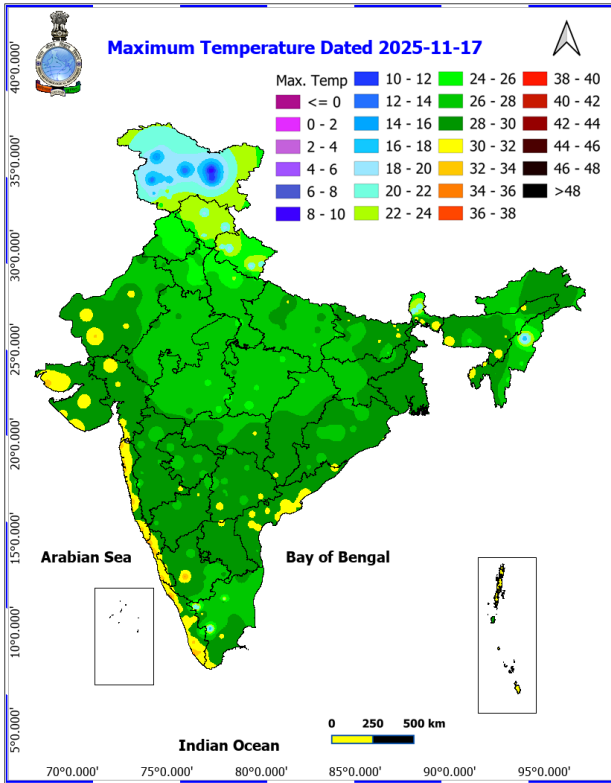 Maximum Temperature Dated 2025-11-17
Max. Temp
<= 0
0 - 2
2 - 4
4 - 6
6 - 8
8 - 10
10 - 12
12 - 14
14 - 16
16 - 18
18 - 20
20 - 22
22 - 24
24 - 26
26 - 28
28 - 30
30 - 32
32 - 34
34 - 36
36 - 38
38 - 40
40 - 42
42 - 44
44 - 46
46 - 48
>48
40°0.000'
35°0.000'
30°0.000'
25°0.000'
20°0.000'
15°0.000'
10°0.000'
5°0.000'
Arabian Sea
Bay of Bengal
Indian Ocean
0 250 500 km
70°0.000' 75°0.000' 80°0.000' 85°0.000' 90°0.000' 95°0.000'